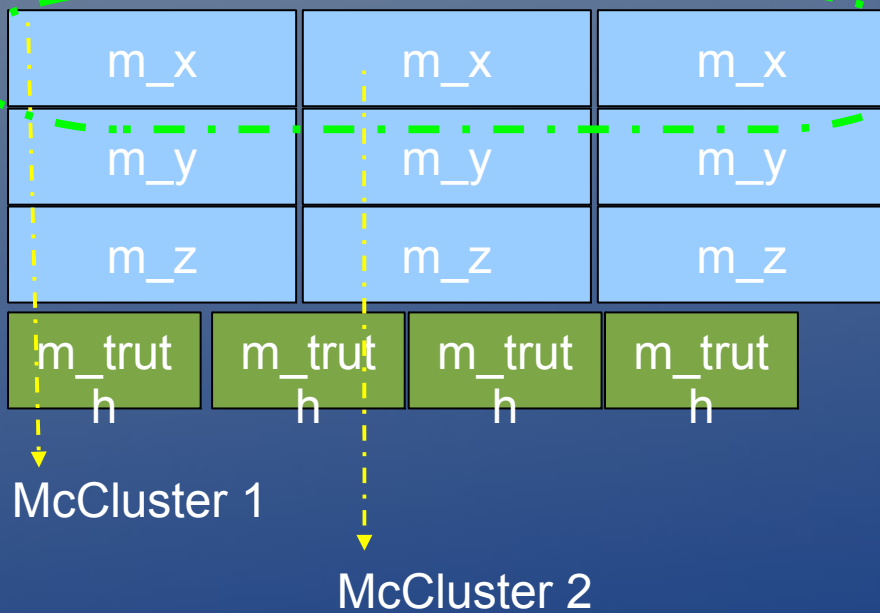 m_x m_x m_x
m_y m_y m_y
m_z m_z m_z
m_trut m_trut m_trut m_trut
h h h h
McCluster 1
McCluster 2